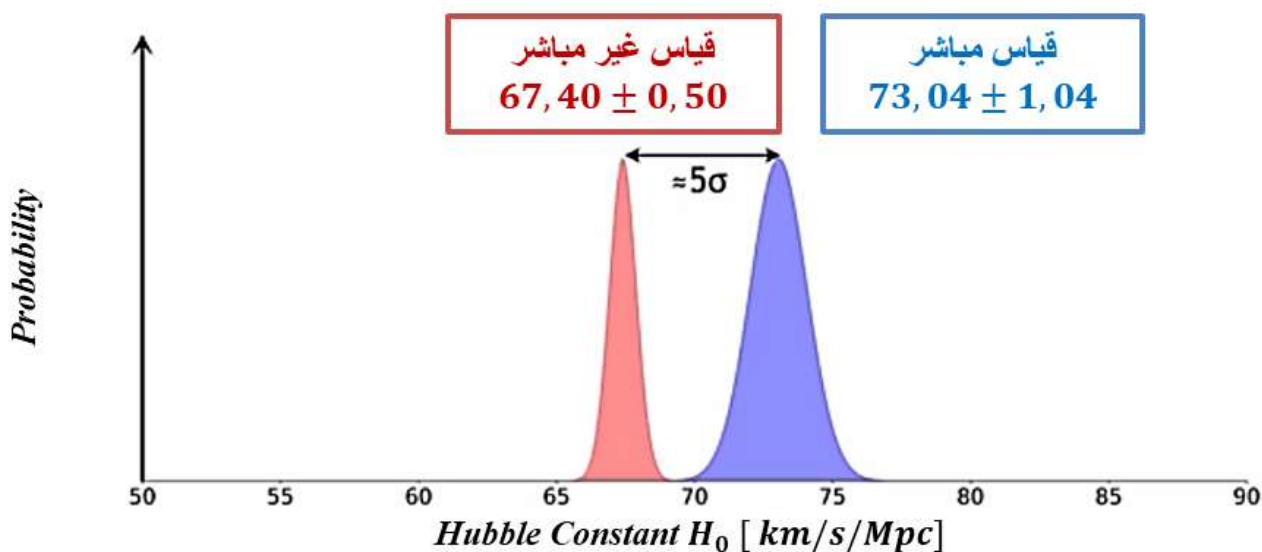 قياس غير مباشر
67,40 ± 0,50
قياس مباشر
73,04 ± 1,04
≈5σ
Probability
50 55 60 65 70 75 80 85 90
Hubble Constant H₀ [ km/s/Mpc]